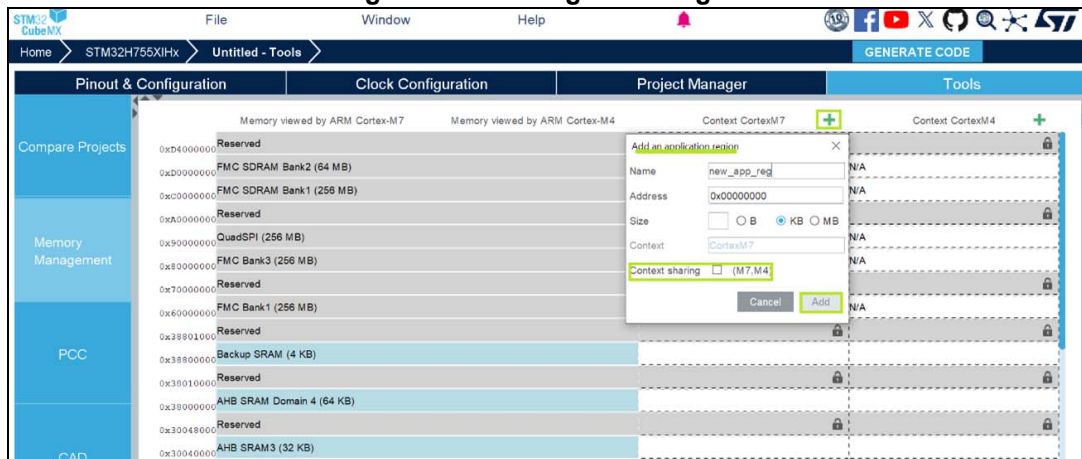 STM32 CubeMX File Window Help 19
Home STM32H755XIHx Untitled - Tools GENERATE CODE
Pinout & Configuration Clock Configuration Project Manager Tools
Memory viewed by ARM Cortex-M7 Memory viewed by ARM Cortex-M4 Context CortexM7 + Context CortexM4 +
Compare Projects
Memory Management
PCC
CAD
0xD4000000 Reserved
0xD0000000 FMC SDRAM Bank2 (64 MB) N/A
0xC0000000 FMC SDRAM Bank1 (256 MB) N/A
0xA0000000 Reserved
0x90000000 QuadSPI (256 MB) N/A
0x80000000 FMC Bank3 (256 MB) N/A
0x70000000 Reserved
0x60000000 FMC Bank1 (256 MB) N/A
0x38801000 Reserved
0x38800000 Backup SRAM (4 KB)
0x38010000 Reserved
0x38000000 AHB SRAM Domain 4 (64 KB)
0x30048000 Reserved
0x30040000 AHB SRAM3 (32 KB)
Add an application region
Name new_app_reg
Address 0x00000000
Size B KB MB
Context CortexM7
Context sharing (M7,M4)
Cancel Add